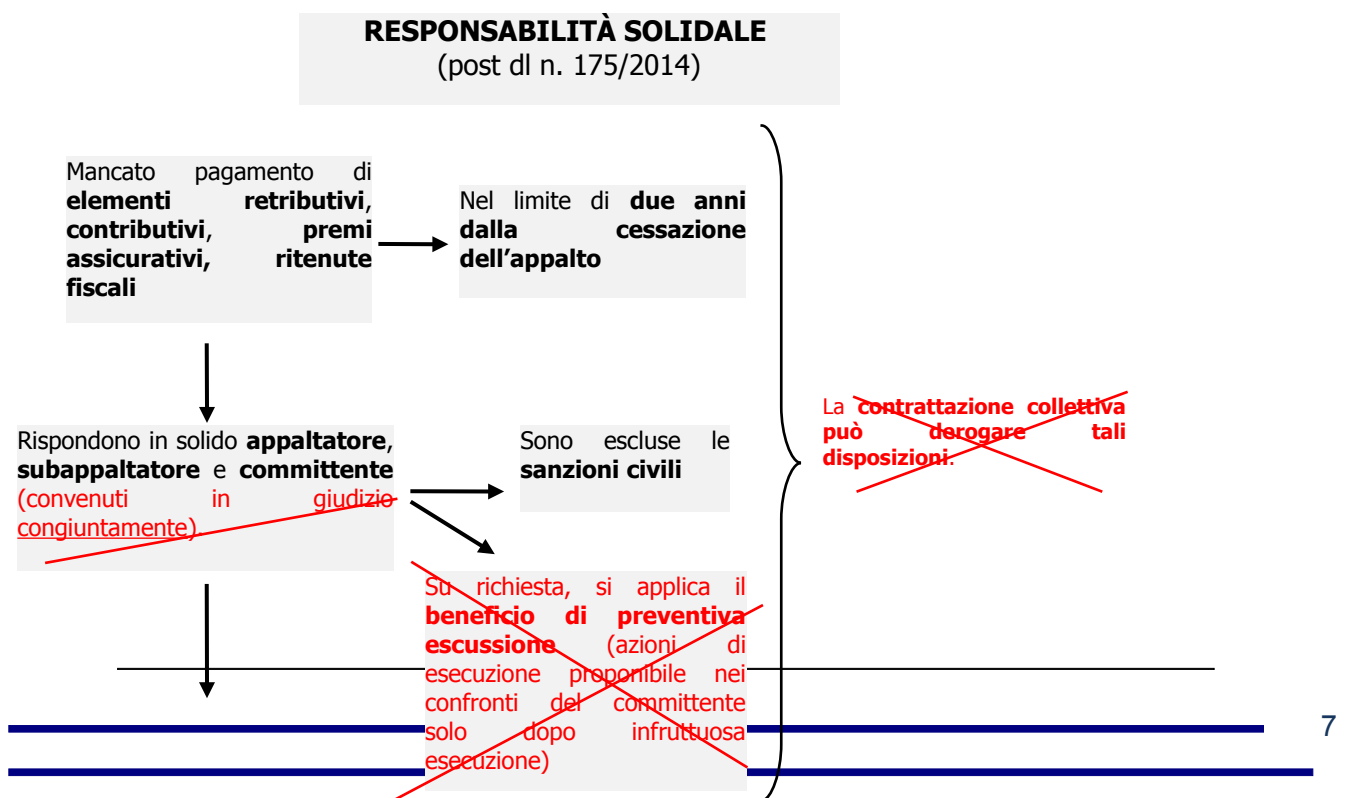 RESPONSABILITÀ SOLIDALE
(post dl n. 175/2014)
Mancato pagamento di
elementi retributivi,
contributivi, premi
assicurativi, ritenute
fiscali
Nel limite di due anni
dalla cessazione
dell’appalto
Rispondono in solido appaltatore,
subappaltatore e committente
(convenuti in giudizio
congiuntamente).
Sono escluse le
sanzioni civili
La contrattazione collettiva
può derogare tali
disposizioni.
Su richiesta, si applica il
beneficio di preventiva
escussione (azioni di
esecuzione proponibile nei
confronti del committente
solo dopo infruttuosa
esecuzione)
7